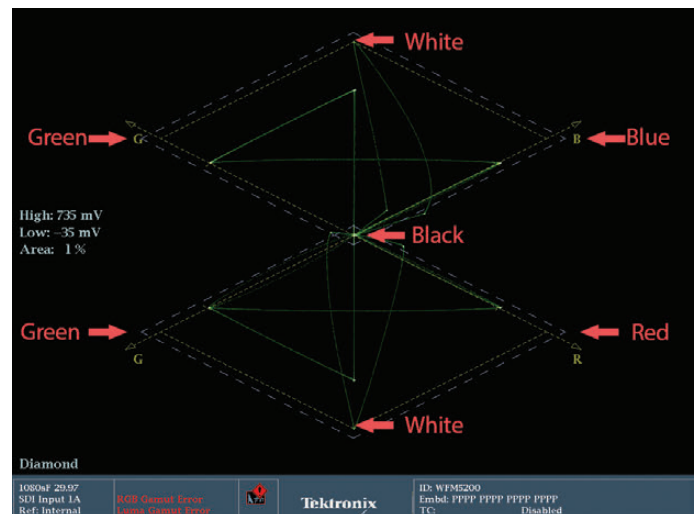 White
Green
G
B
Blue
High: 735 mV
Low: –35 mV
Area: 1 %
Black
Green
Red
G
R
White
Diamond
1080sF 29.97
SDI Input 1A
Ref: Internal
RGB Gamut Error
Luma Gamut Error
Tektronix
ID: WFM5200
Embd: PPPP PPPP PPPP PPPP
TC: Disabled